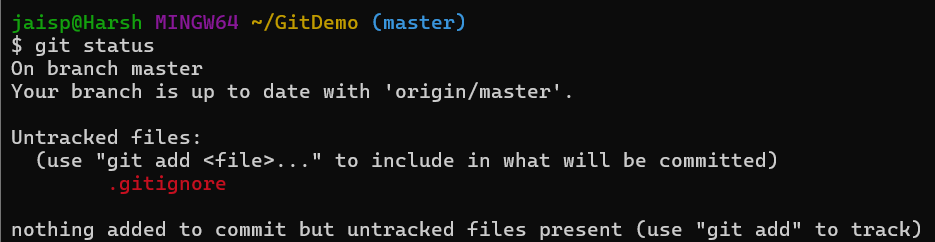 jaisp@Harsh MINGW64 ~/GitDemo (master)
$ git status
On branch master
Your branch is up to date with 'origin/master'.

Untracked files:
  (use "git add <file>..." to include in what will be committed)
        .gitignore

nothing added to commit but untracked files present (use "git add" to track)